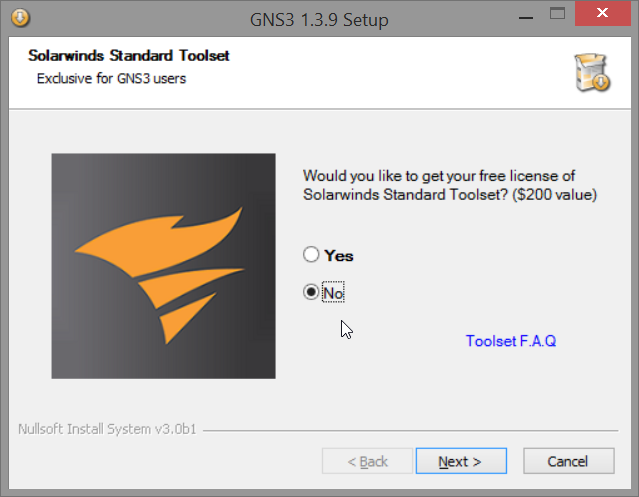 GNS3 1.3.9 Setup
Solarwinds Standard Toolset
Exclusive for GNS3 users
Would you like to get your free license of
Solarwinds Standard Toolset? ($200 value)
Yes
No
Toolset F.A.Q
Nullsoft Install System v3.0b1
< Back
Next >
Cancel